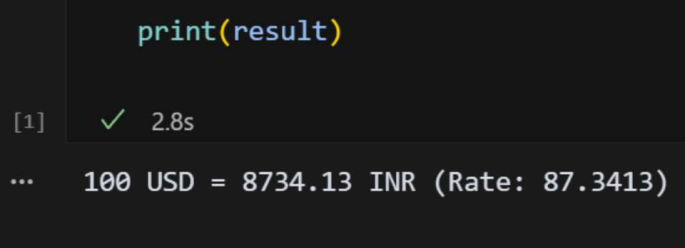 print(result)
[1] 2.8s
100 USD = 8734.13 INR (Rate: 87.3413)